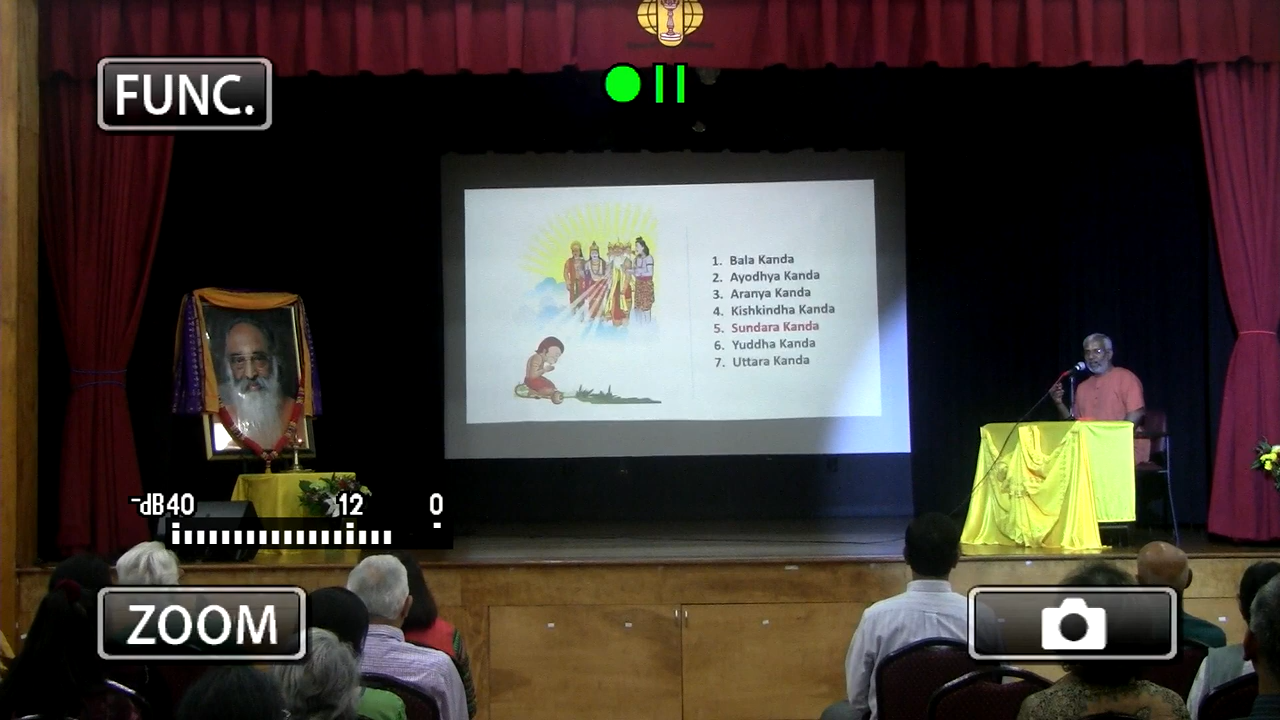 FUNC.
1. Bala Kanda
2. Ayodhya Kanda
3. Aranya Kanda
4. Kishkindha Kanda
5. Sundara Kanda
6. Yuddha Kanda
7. Uttara Kanda
-dB40 12 0
ZOOM